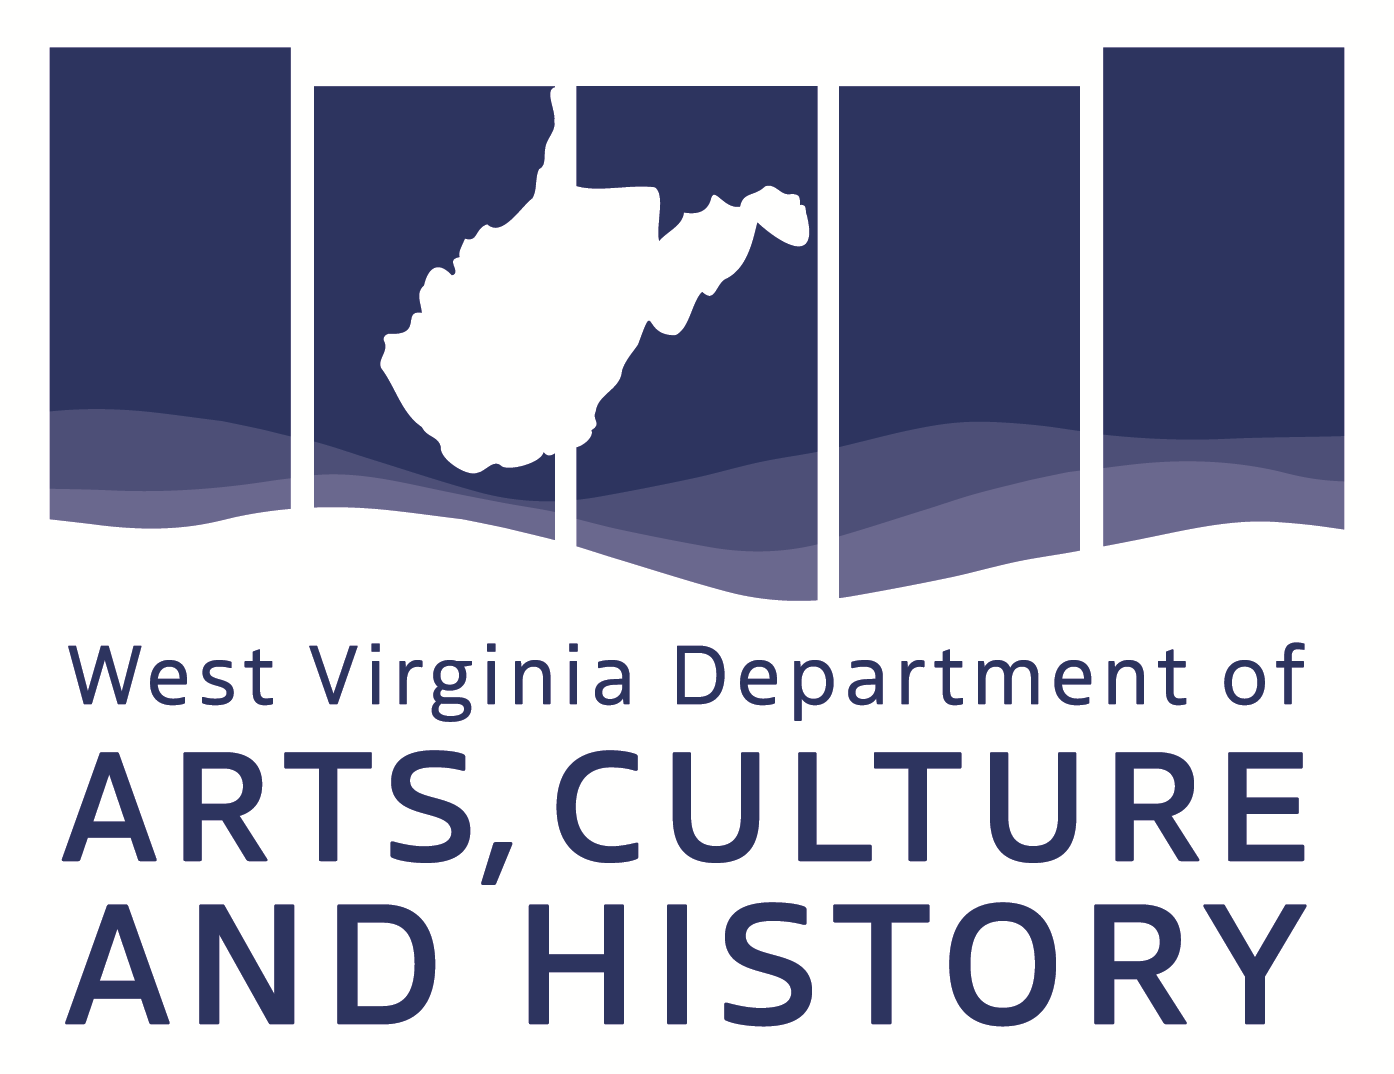 West Virginia Department of
ARTS, CULTURE
AND HISTORY